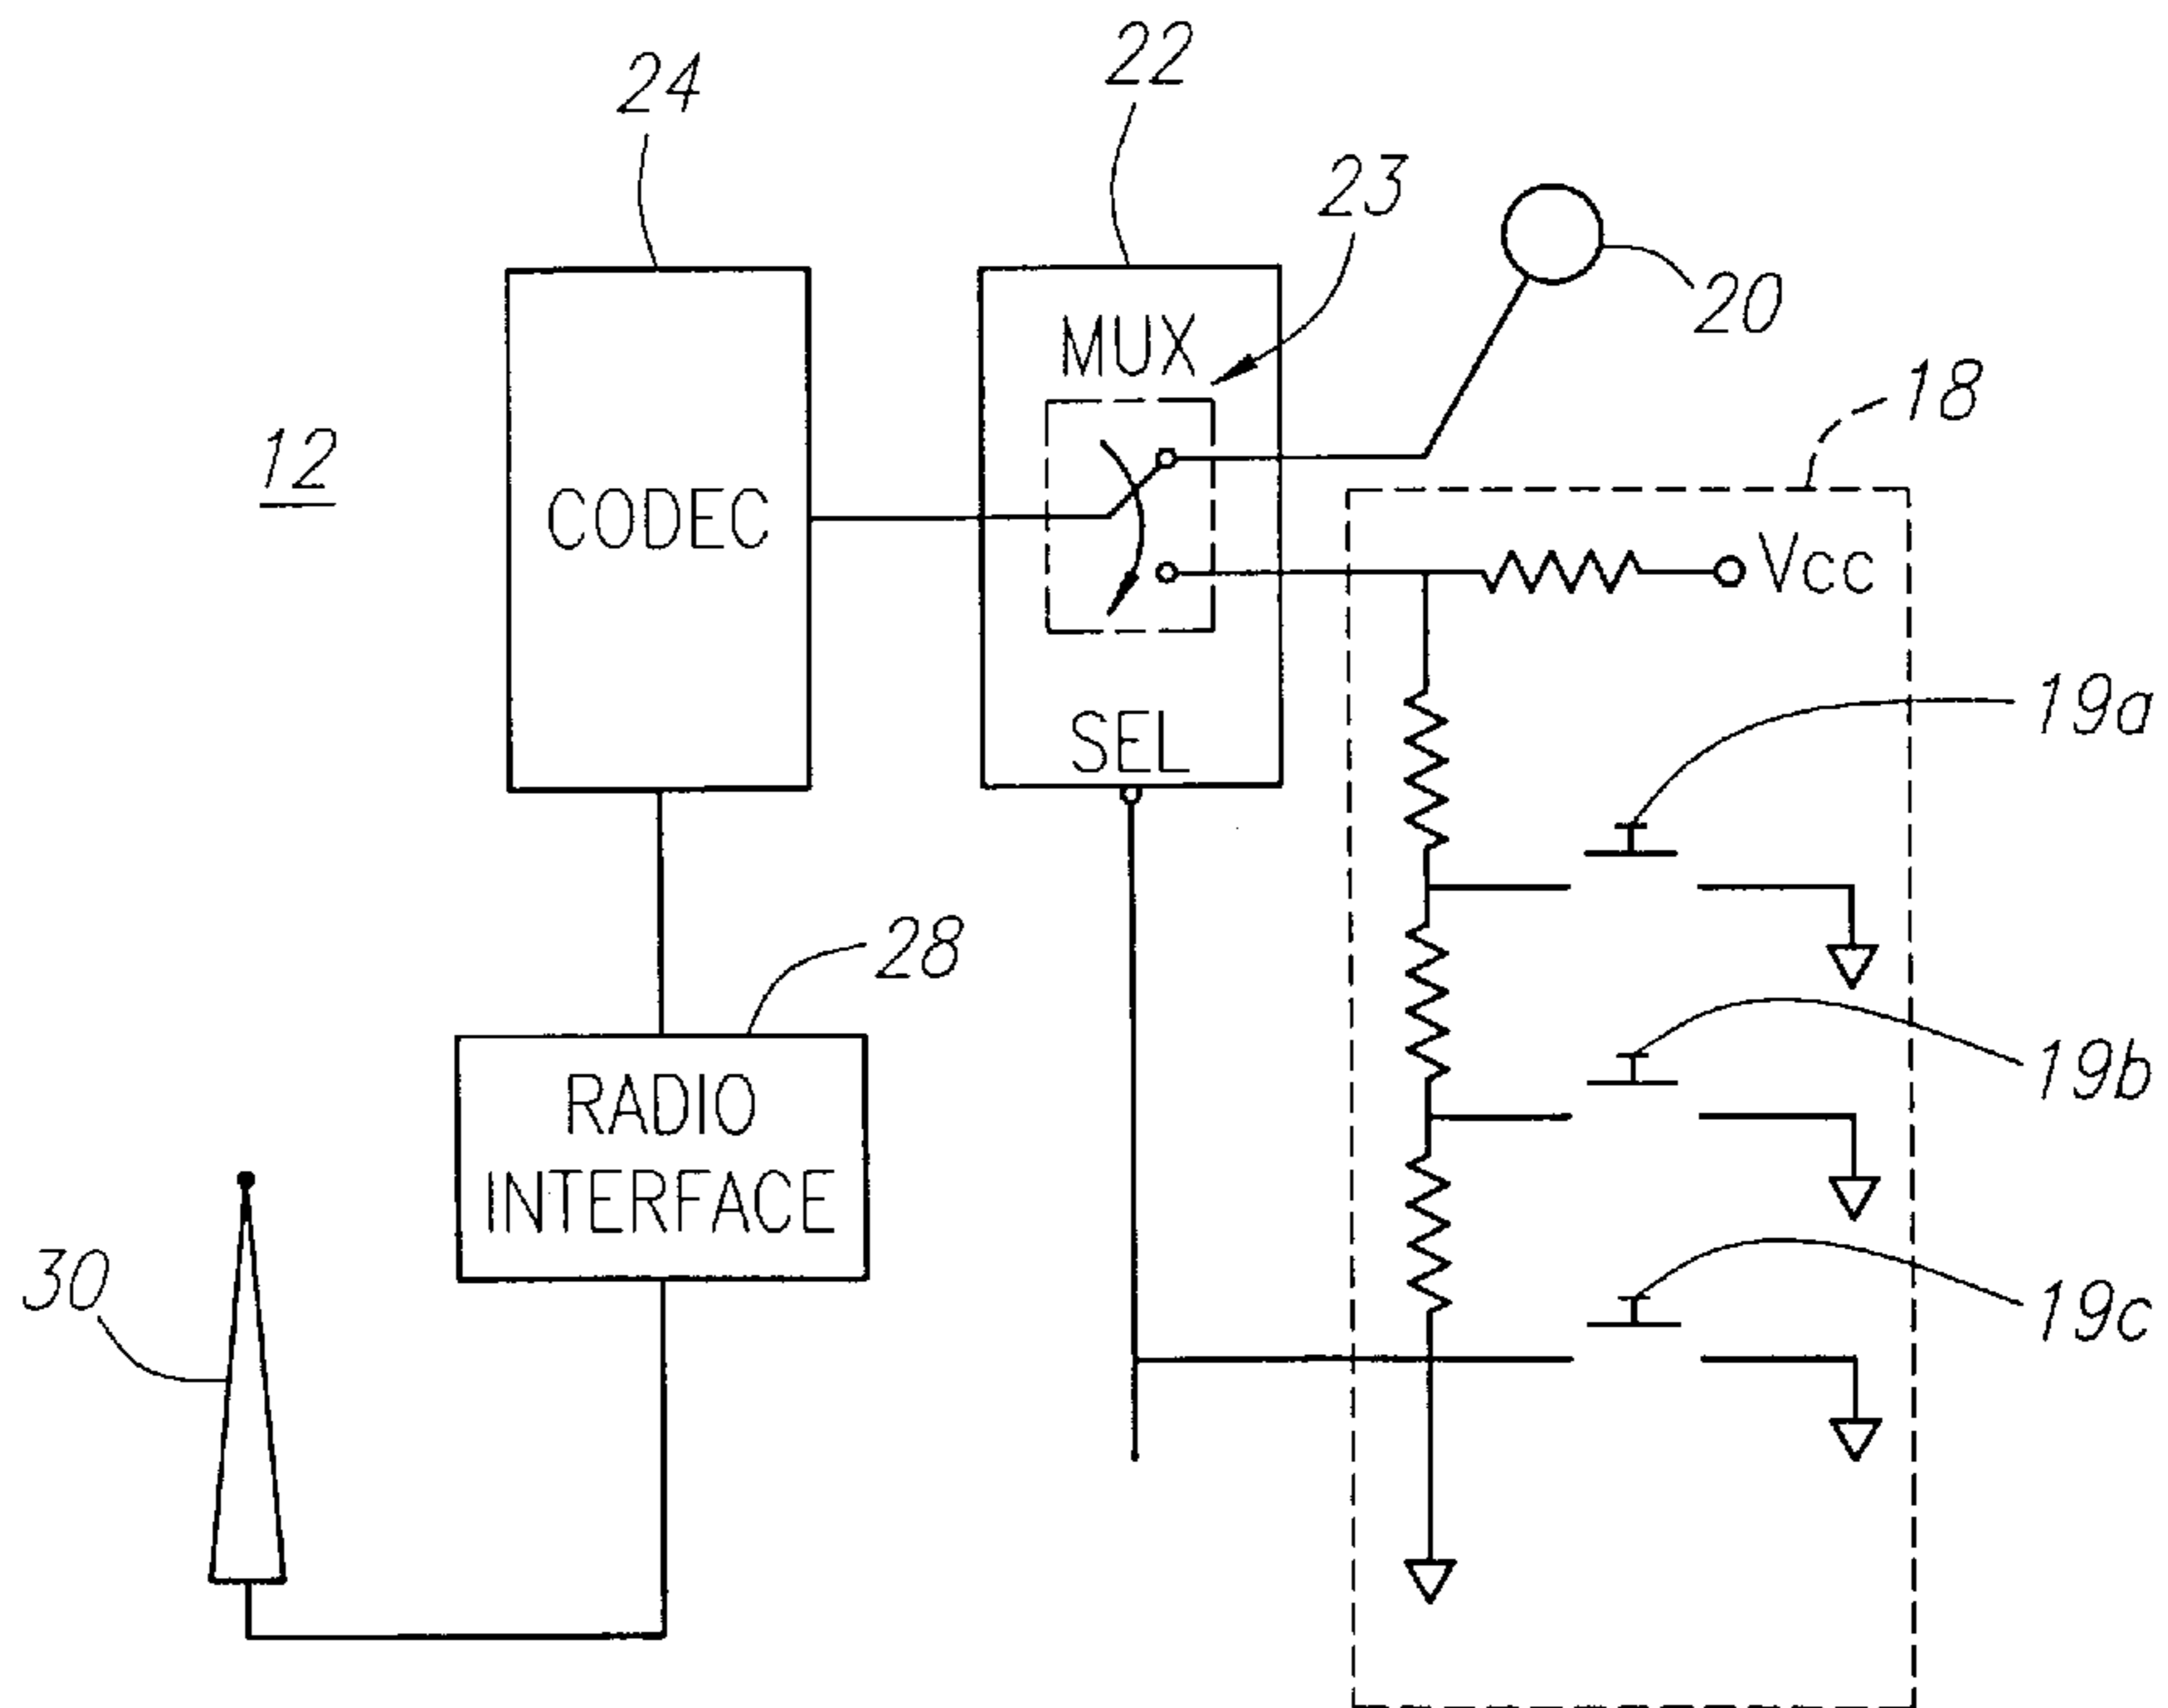 22
24
23
20
MUX
18
12
CODEC
Vcc
19a
SEL
28
RADIO
INTERFACE
19b
30
19c